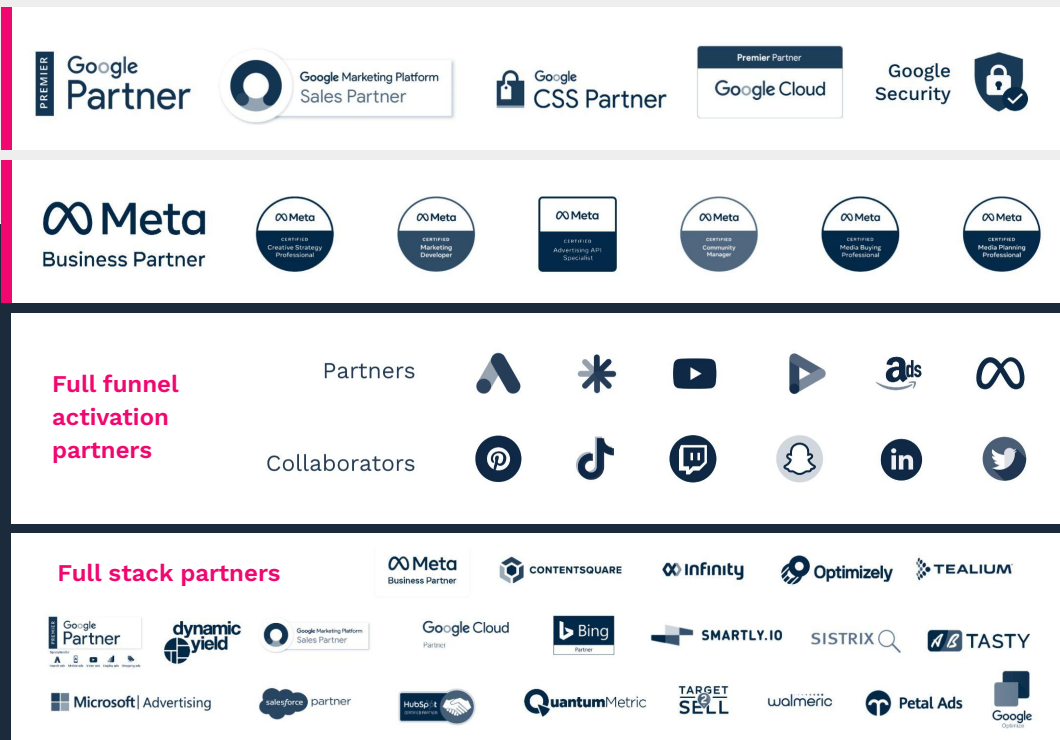 PREMIER
Google
Partner
Google Marketing Platform
Sales Partner
Google
CSS Partner
Premier Partner
Google Cloud
Google
Security
Meta
Business Partner
Meta
CERTIFIED
Creative Strategy
Professional
Meta
CERTIFIED
Marketing
Developer
Meta
CERTIFIED
Advertising API
Specialist
Meta
CERTIFIED
Community
Manager
Meta
CERTIFIED
Media Buying
Professional
Meta
CERTIFIED
Media Planning
Professional
Full funnel
activation
partners
Partners
ads
Collaborators
in
Full stack partners
Meta
Business Partner
CONTENTSQUARE
Infinity
Optimizely
TEALIUM
PREMIER
Google
Partner
dynamic
yield
Google Marketing Platform
Sales Partner
Google Cloud
Partner
Bing
Partner
SMARTLY.IO
SISTRIX
AB TASTY
Microsoft | Advertising
salesforce partner
HubSpot
QuantumMetric
TARGET
2
SELL
walmeric
Petal Ads
Google
Optimize